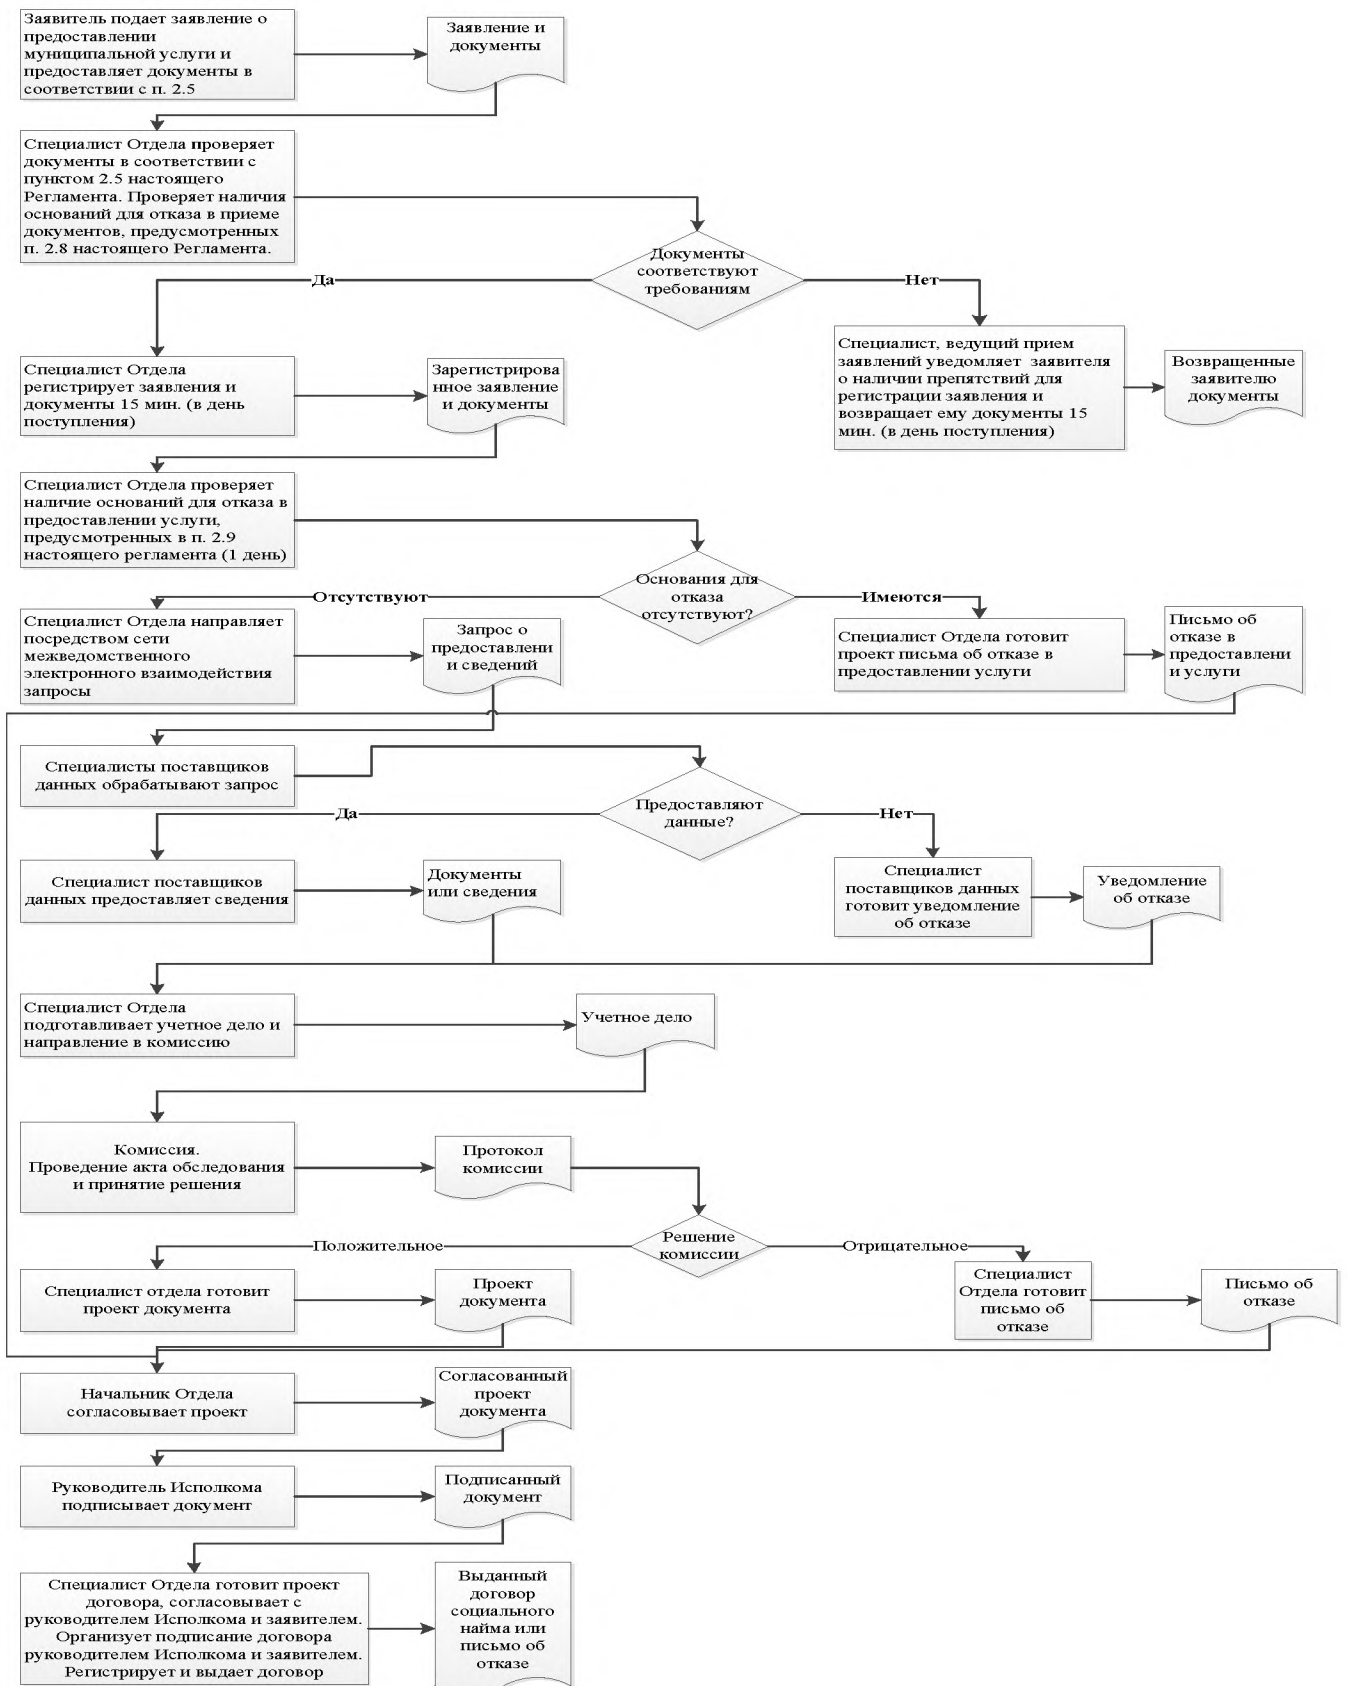 Заявитель подает заявление о
предоставлении
муниципальной услуги и
предоставляет документы в
соответствии с п. 2.5
Заявление и
документы
Специалист Отдела проверяет
документы в соответствии с
пунктом 2.5 настоящего
Регламента. Проверяет наличия
оснований для отказа в приеме
документов, предусмотренных
п. 2.8 настоящего Регламента.
Документы
соответствуют
требованиям
Да
Нет
Специалист Отдела
регистрирует заявления и
документы 15 мин. (в день
поступления)
Зарегистрирова
нное заявление
и документы
Специалист, ведущий прием
заявлений уведомляет заявителя
о наличии препятствий для
регистрации заявления и
возвращает ему документы 15
мин. (в день поступления)
Возвращенные
заявителю
документы
Специалист Отдела проверяет
наличие оснований для отказа в
предоставлении услуги,
предусмотренных в п. 2.9
настоящего регламента (1 день)
Основания для
отказа
отсутствуют?
Отсутствуют
Имеются
Специалист Отдела направляет
посредством сети
межведомственного
электронного взаимодействия
запросы
Запрос о
предоставлени
и сведений
Специалист Отдела готовит
проект письма об отказе в
предоставлении услуги
Письмо об
отказе в
предоставлени
и услуги
Специалисты поставщиков
данных обрабатывают запрос
Предоставляют
данные?
Да
Нет
Специалист поставщиков
данных предоставляет сведения
Документы
или сведения
Специалист
поставщиков данных
готовит уведомление
об отказе
Уведомление
об отказе
Специалист Отдела
подготавливает учетное дело и
направление в комиссию
Учетное дело
Комиссия.
Проведение акта обследования
и принятие решения
Протокол
комиссии
Решение
комиссии
Положительное
Отрицательное
Специалист отдела готовит
проект документа
Проект
документа
Специалист
Отдела готовит
письмо об
отказе
Письмо об
отказе
Начальник Отдела
согласовывает проект
Согласованный
проект
документа
Руководитель Исполкома
подписывает документ
Подписанный
документ
Специалист Отдела готовит проект
договора, согласовывает с
руководителем Исполкома и заявителем.
Организует подписание договора
руководителем Исполкома и заявителем.
Регистрирует и выдает договор
Выданный
договор
социального
найма или
письмо об
отказе